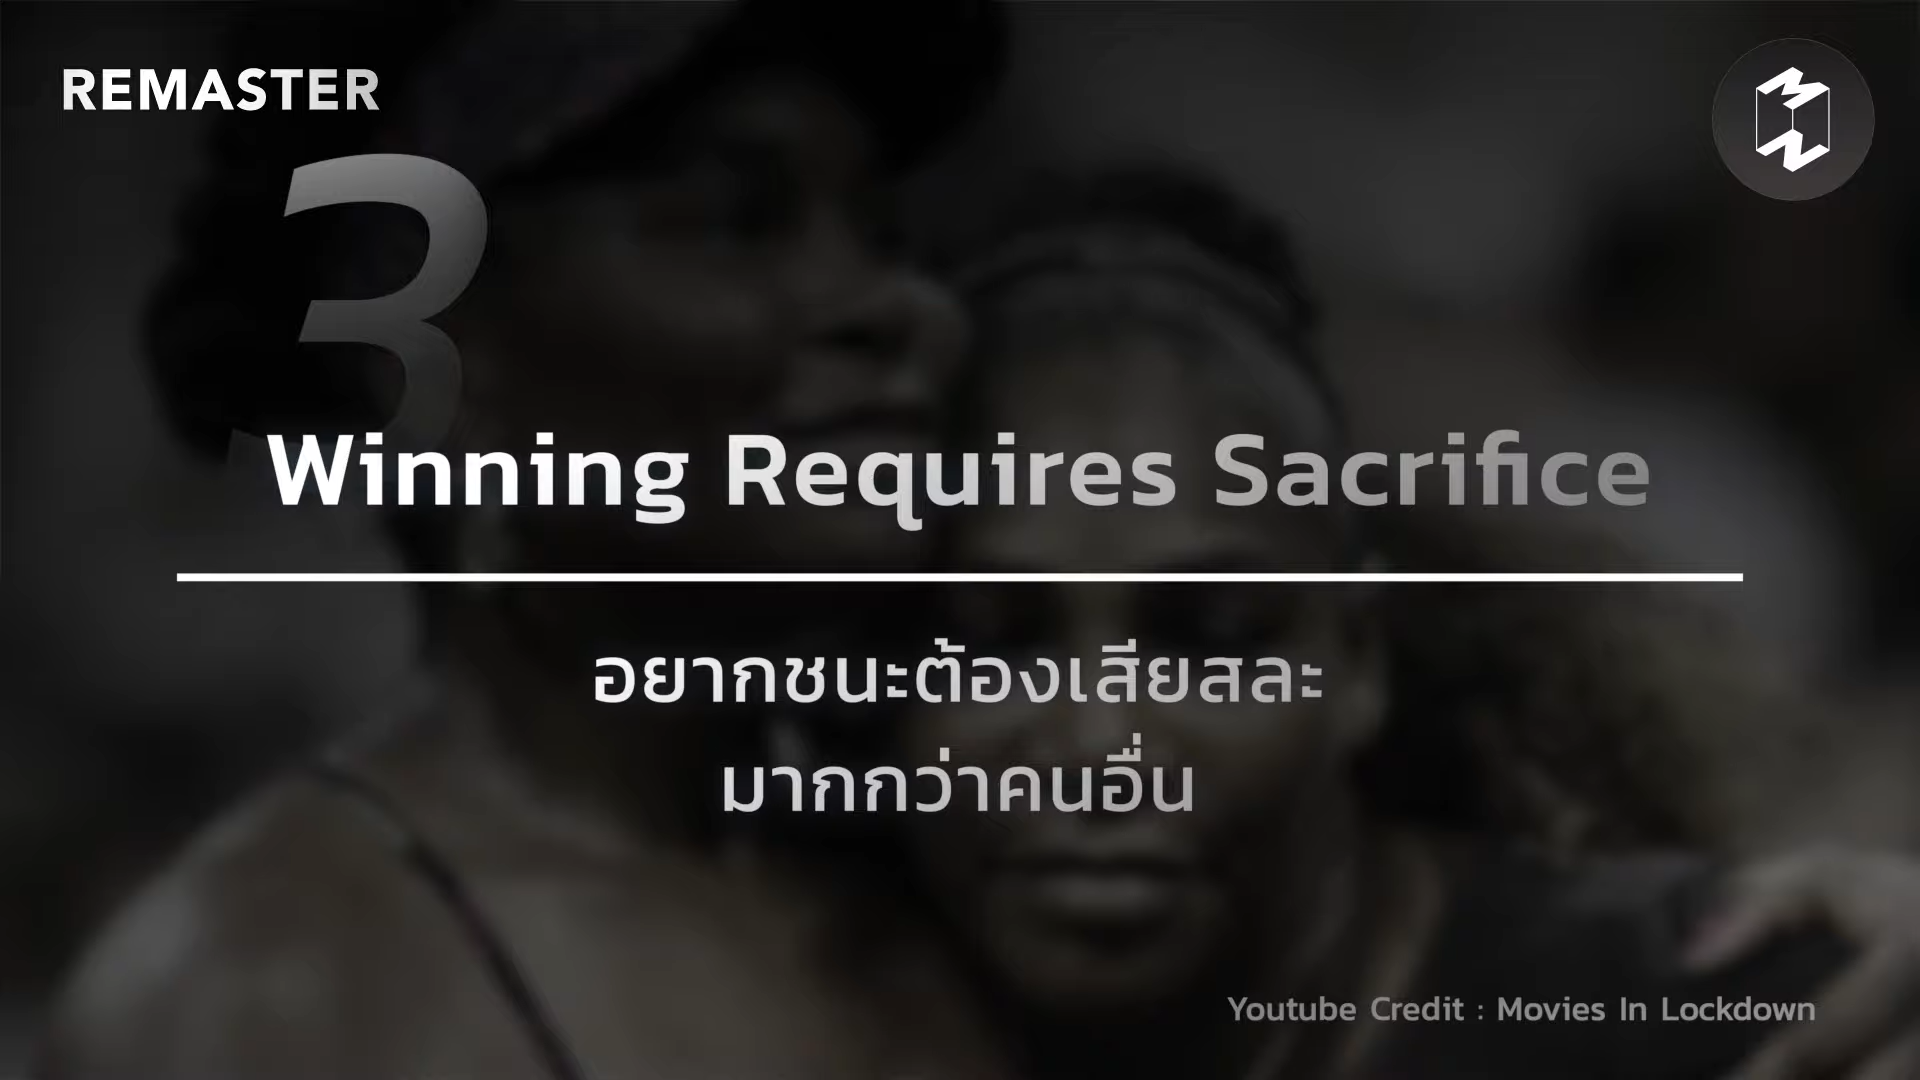 REMASTER
3
Winning Requires Sacrifice
อยากชนะต้องเสียสละ
มากกว่าคนอื่น
Youtube Credit : Movies In Lockdown